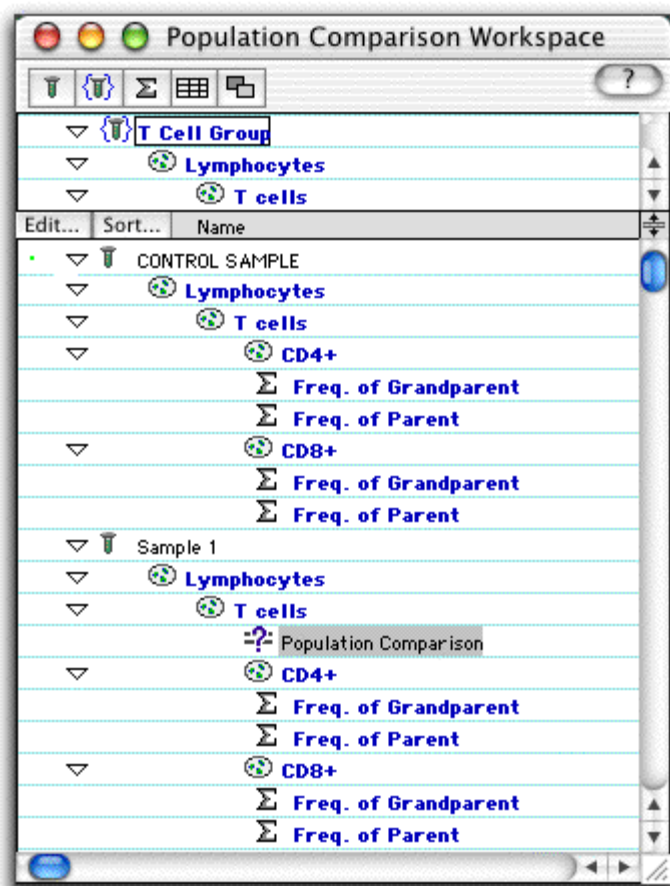 Population Comparison Workspace
?
T Cell Group
Lymphocytes
T cells
Edit... Sort... Name
CONTROL SAMPLE
Lymphocytes
T cells
CD4+
Σ Freq. of Grandparent
Σ Freq. of Parent
CD8+
Σ Freq. of Grandparent
Σ Freq. of Parent
Sample 1
Lymphocytes
T cells
=?= Population Comparison
CD4+
Σ Freq. of Grandparent
Σ Freq. of Parent
CD8+
Σ Freq. of Grandparent
Σ Freq. of Parent